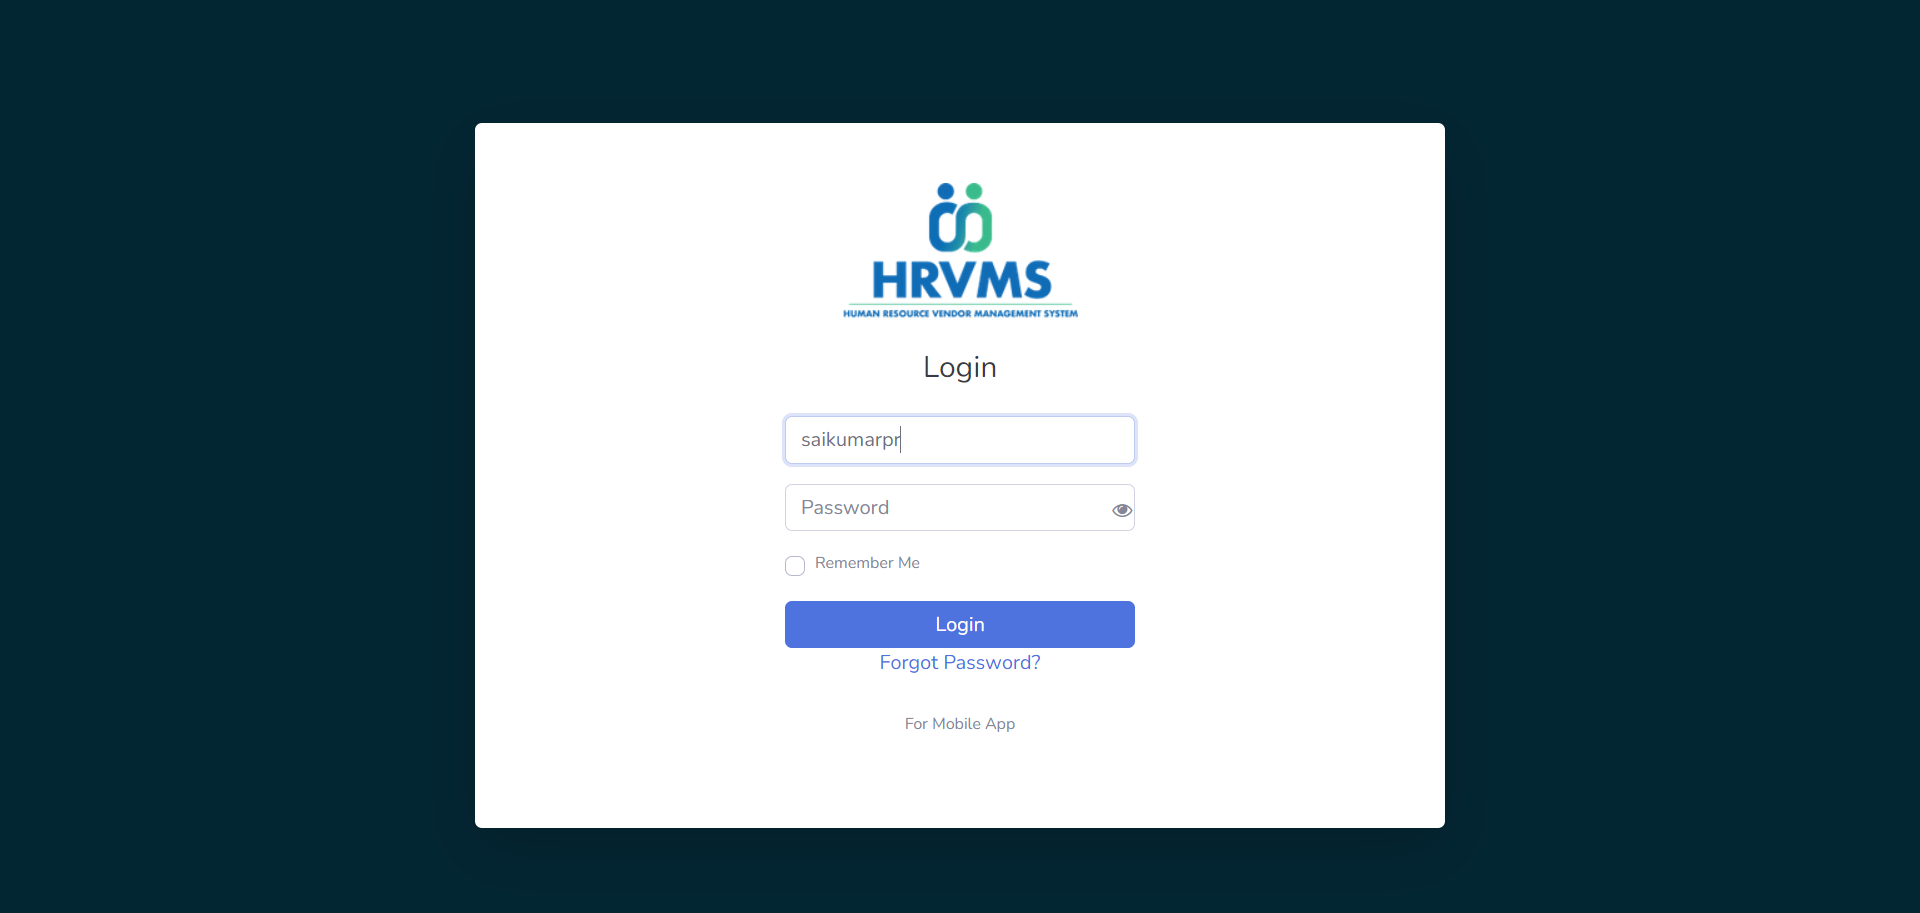 HRVMS
HUMAN RESOURCE VENDOR MANAGEMENT SYSTEM
Login
saikumarpr
Password
Remember Me
Login
Forgot Password?
For Mobile App